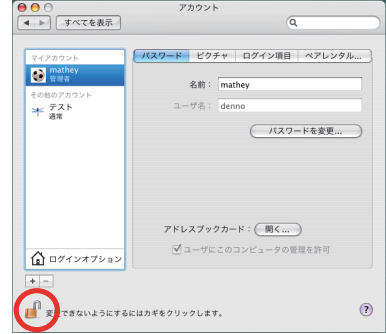 アカウント
すべてを表示
マイアカウント
mathey
管理者
その他のアカウント
テスト
通常
ログインオプション
パスワード ピクチャ ログイン項目 ペアレンタル...
名前： mathey
ユーザ名： denno
パスワードを変更...
アドレスブックカード： 開く...
ユーザにこのコンピュータの管理を許可
+ −
変更できないようにするにはカギをクリックします。
?